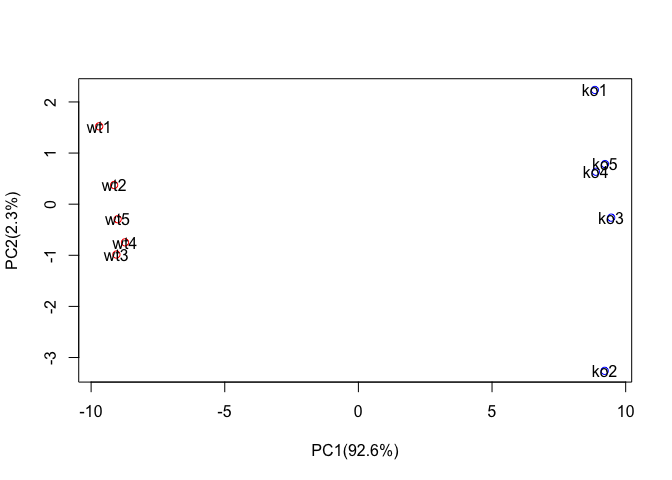 ko1
2
wt1
1
ko5
ko4
wt2
0
wt5
ko3
wt4
-1
wt3
-2
-3
ko2
PC2(2.3%)
-10 -5 0 5 10
PC1(92.6%)